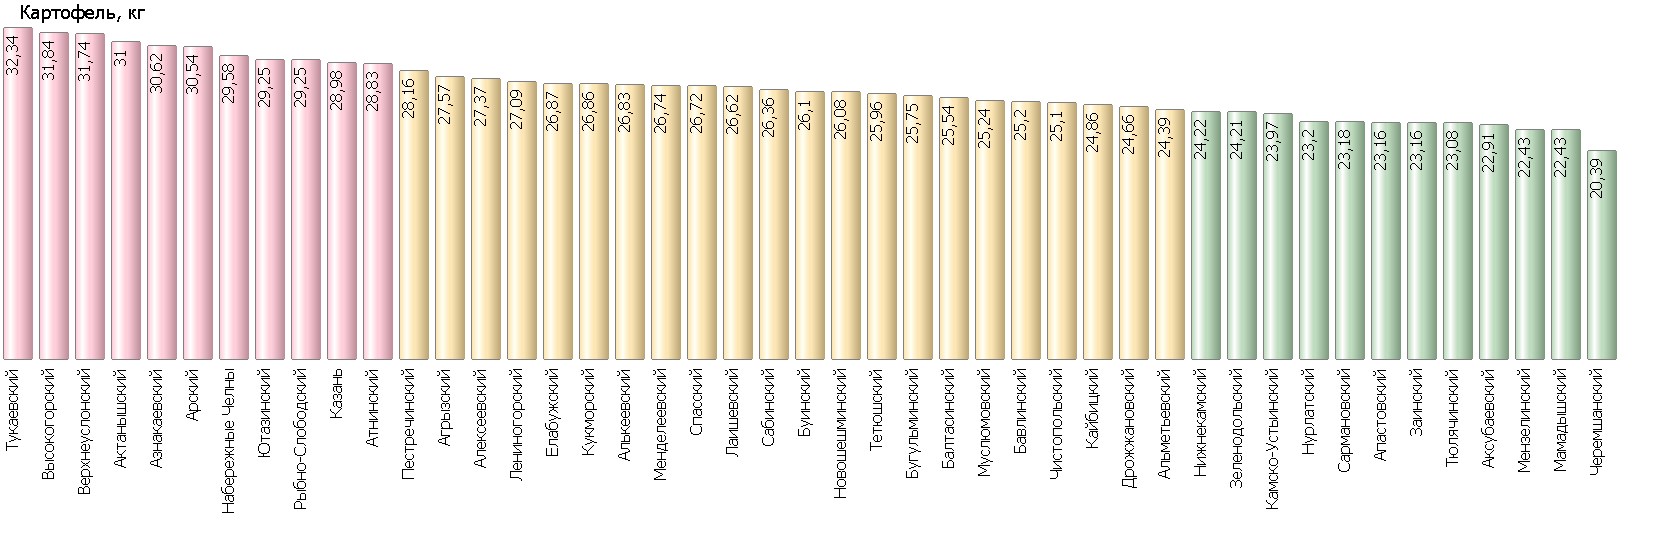 Картофель, кг
32,34
31,84
31,74
31
30,62
30,54
29,58
29,25
29,25
28,98
28,83
28,16
27,57
27,37
27,09
26,87
26,86
26,83
26,74
26,72
26,62
26,36
26,1
26,08
25,96
25,75
25,54
25,24
25,2
25,1
24,86
24,66
24,39
24,22
24,21
23,97
23,2
23,18
23,16
23,16
23,08
22,91
22,43
22,43
20,39
Тукаевский
Высокогорский
Верхнеуслонский
Актанышский
Азнакаевский
Арский
Набережные Челны
Ютазинский
Рыбно-Слободский
Казань
Атнинский
Пестречинский
Агрызский
Алексеевский
Лениногорский
Елабужский
Кукморский
Алькеевский
Менделеевский
Спасский
Лаишевский
Сабинский
Буинский
Новошешминский
Тетюшский
Бугульминский
Балтасинский
Муслюмовский
Бавлинский
Чистопольский
Кайбицкий
Дрожжановский
Альметьевский
Нижнекамский
Зеленодольский
Камско-Устьинский
Нурлатский
Сармановский
Апастовский
Заинский
Тюлячинский
Аксубаевский
Мензелинский
Мамадышский
Черемшанский